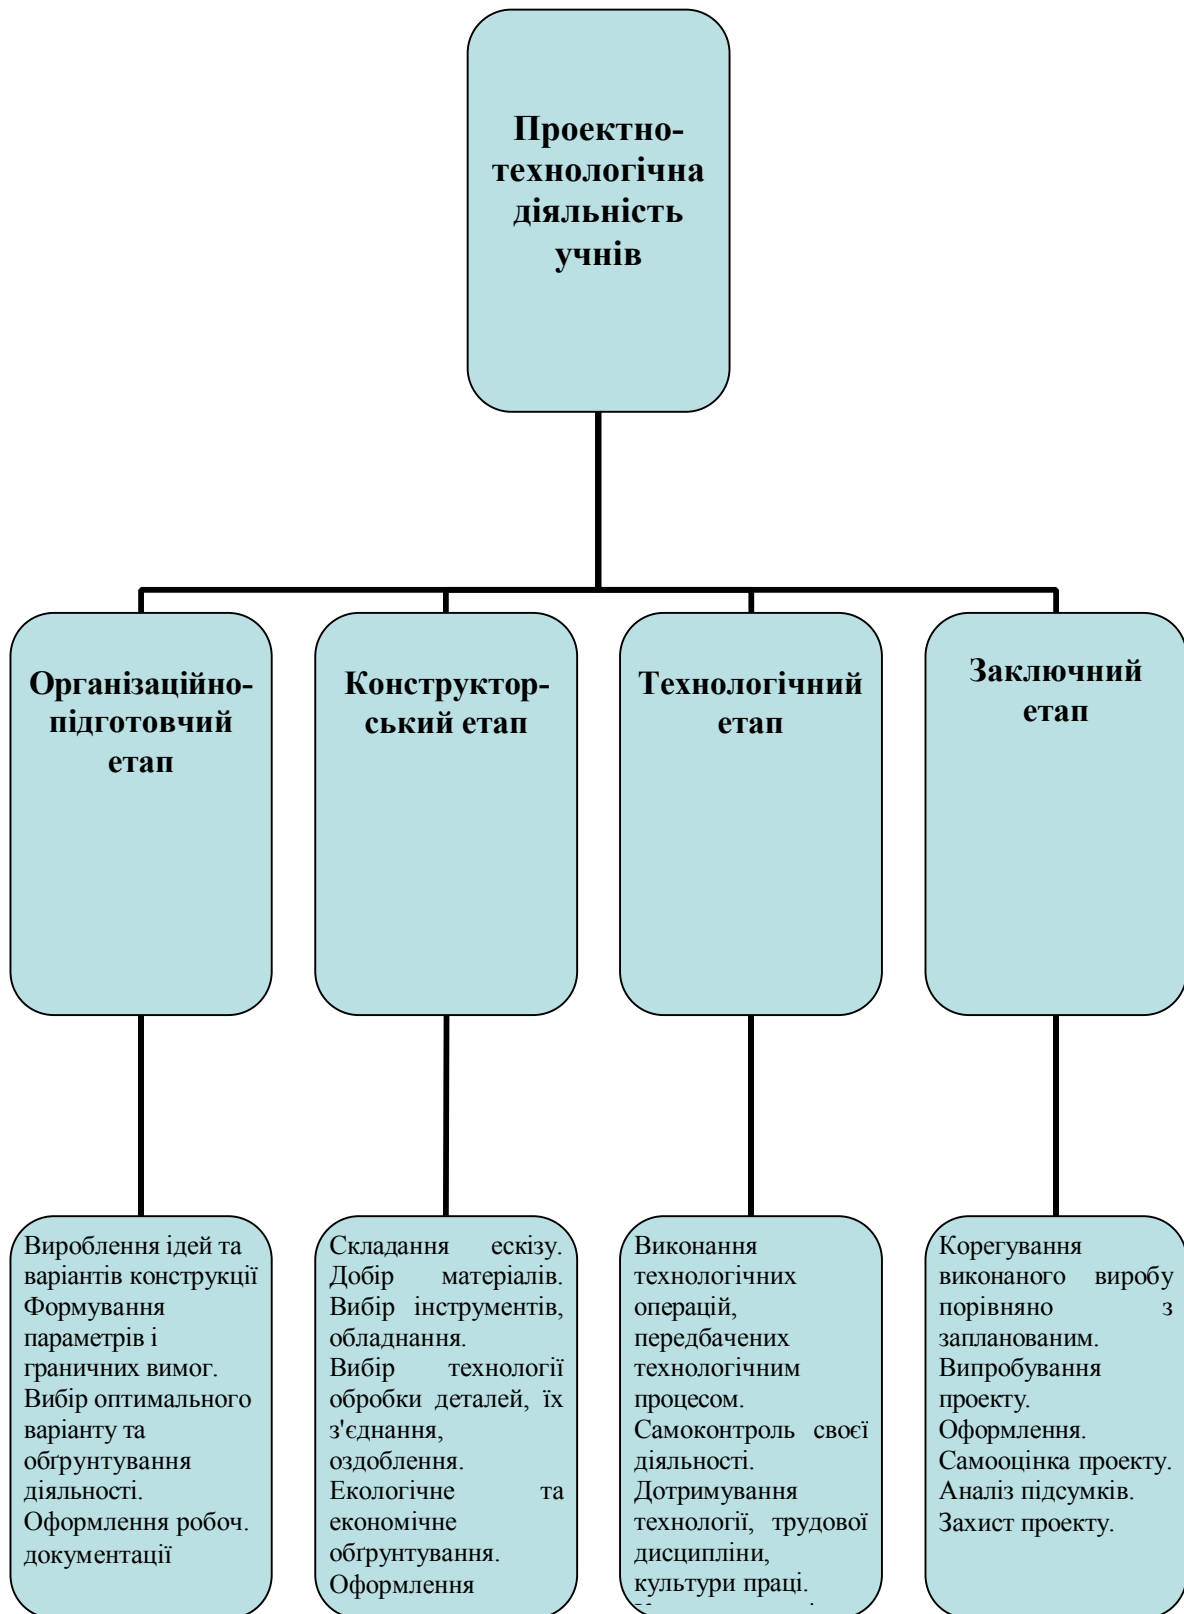 Проектно-
технологічна
діяльність
учнів
Організаційно-
підготовчий
етап
Конструктор-
ський етап
Технологічний
етап
Заключний
етап
Вироблення ідей та
варіантів конструкції
Формування
параметрів і
граничних вимог.
Вибір оптимального
варіанту та
обґрунтування
діяльності.
Оформлення робоч.
документації
Складання ескізу.
Добір матеріалів.
Вибір інструментів,
обладнання.
Вибір технології
обробки деталей, їх
з'єднання,
оздоблення.
Екологічне та
економічне
обґрунтування.
Оформлення
Виконання
технологічних
операцій,
передбачених
технологічним
процесом.
Самоконтроль своєї
діяльності.
Дотримування
технології, трудової
дисципліни,
культури праці.
Корегування
виконаного виробу
порівняно з
запланованим.
Випробування
проекту.
Оформлення.
Самооцінка проекту.
Аналіз підсумків.
Захист проекту.